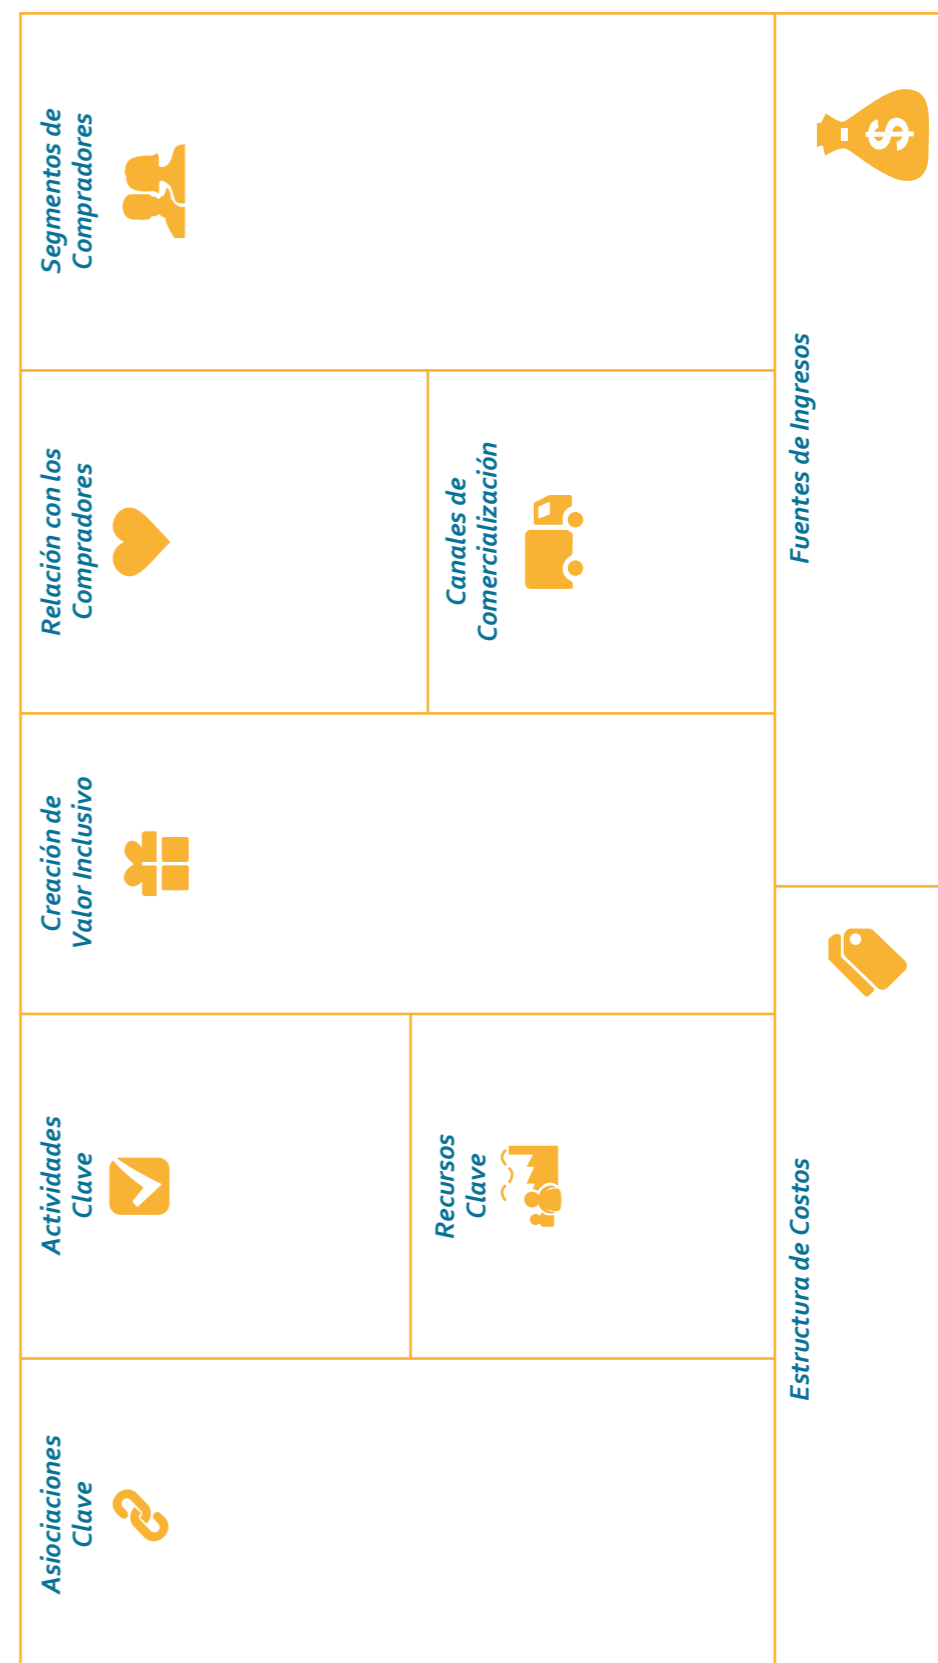 Asiociaciones
Clave
Actividades
Clave
Recursos
Clave
Creación de
Valor Inclusivo
Relación con los
Compradores
Canales de
Comercialización
Segmentos de
Compradores
Estructura de Costos
Fuentes de Ingresos
$